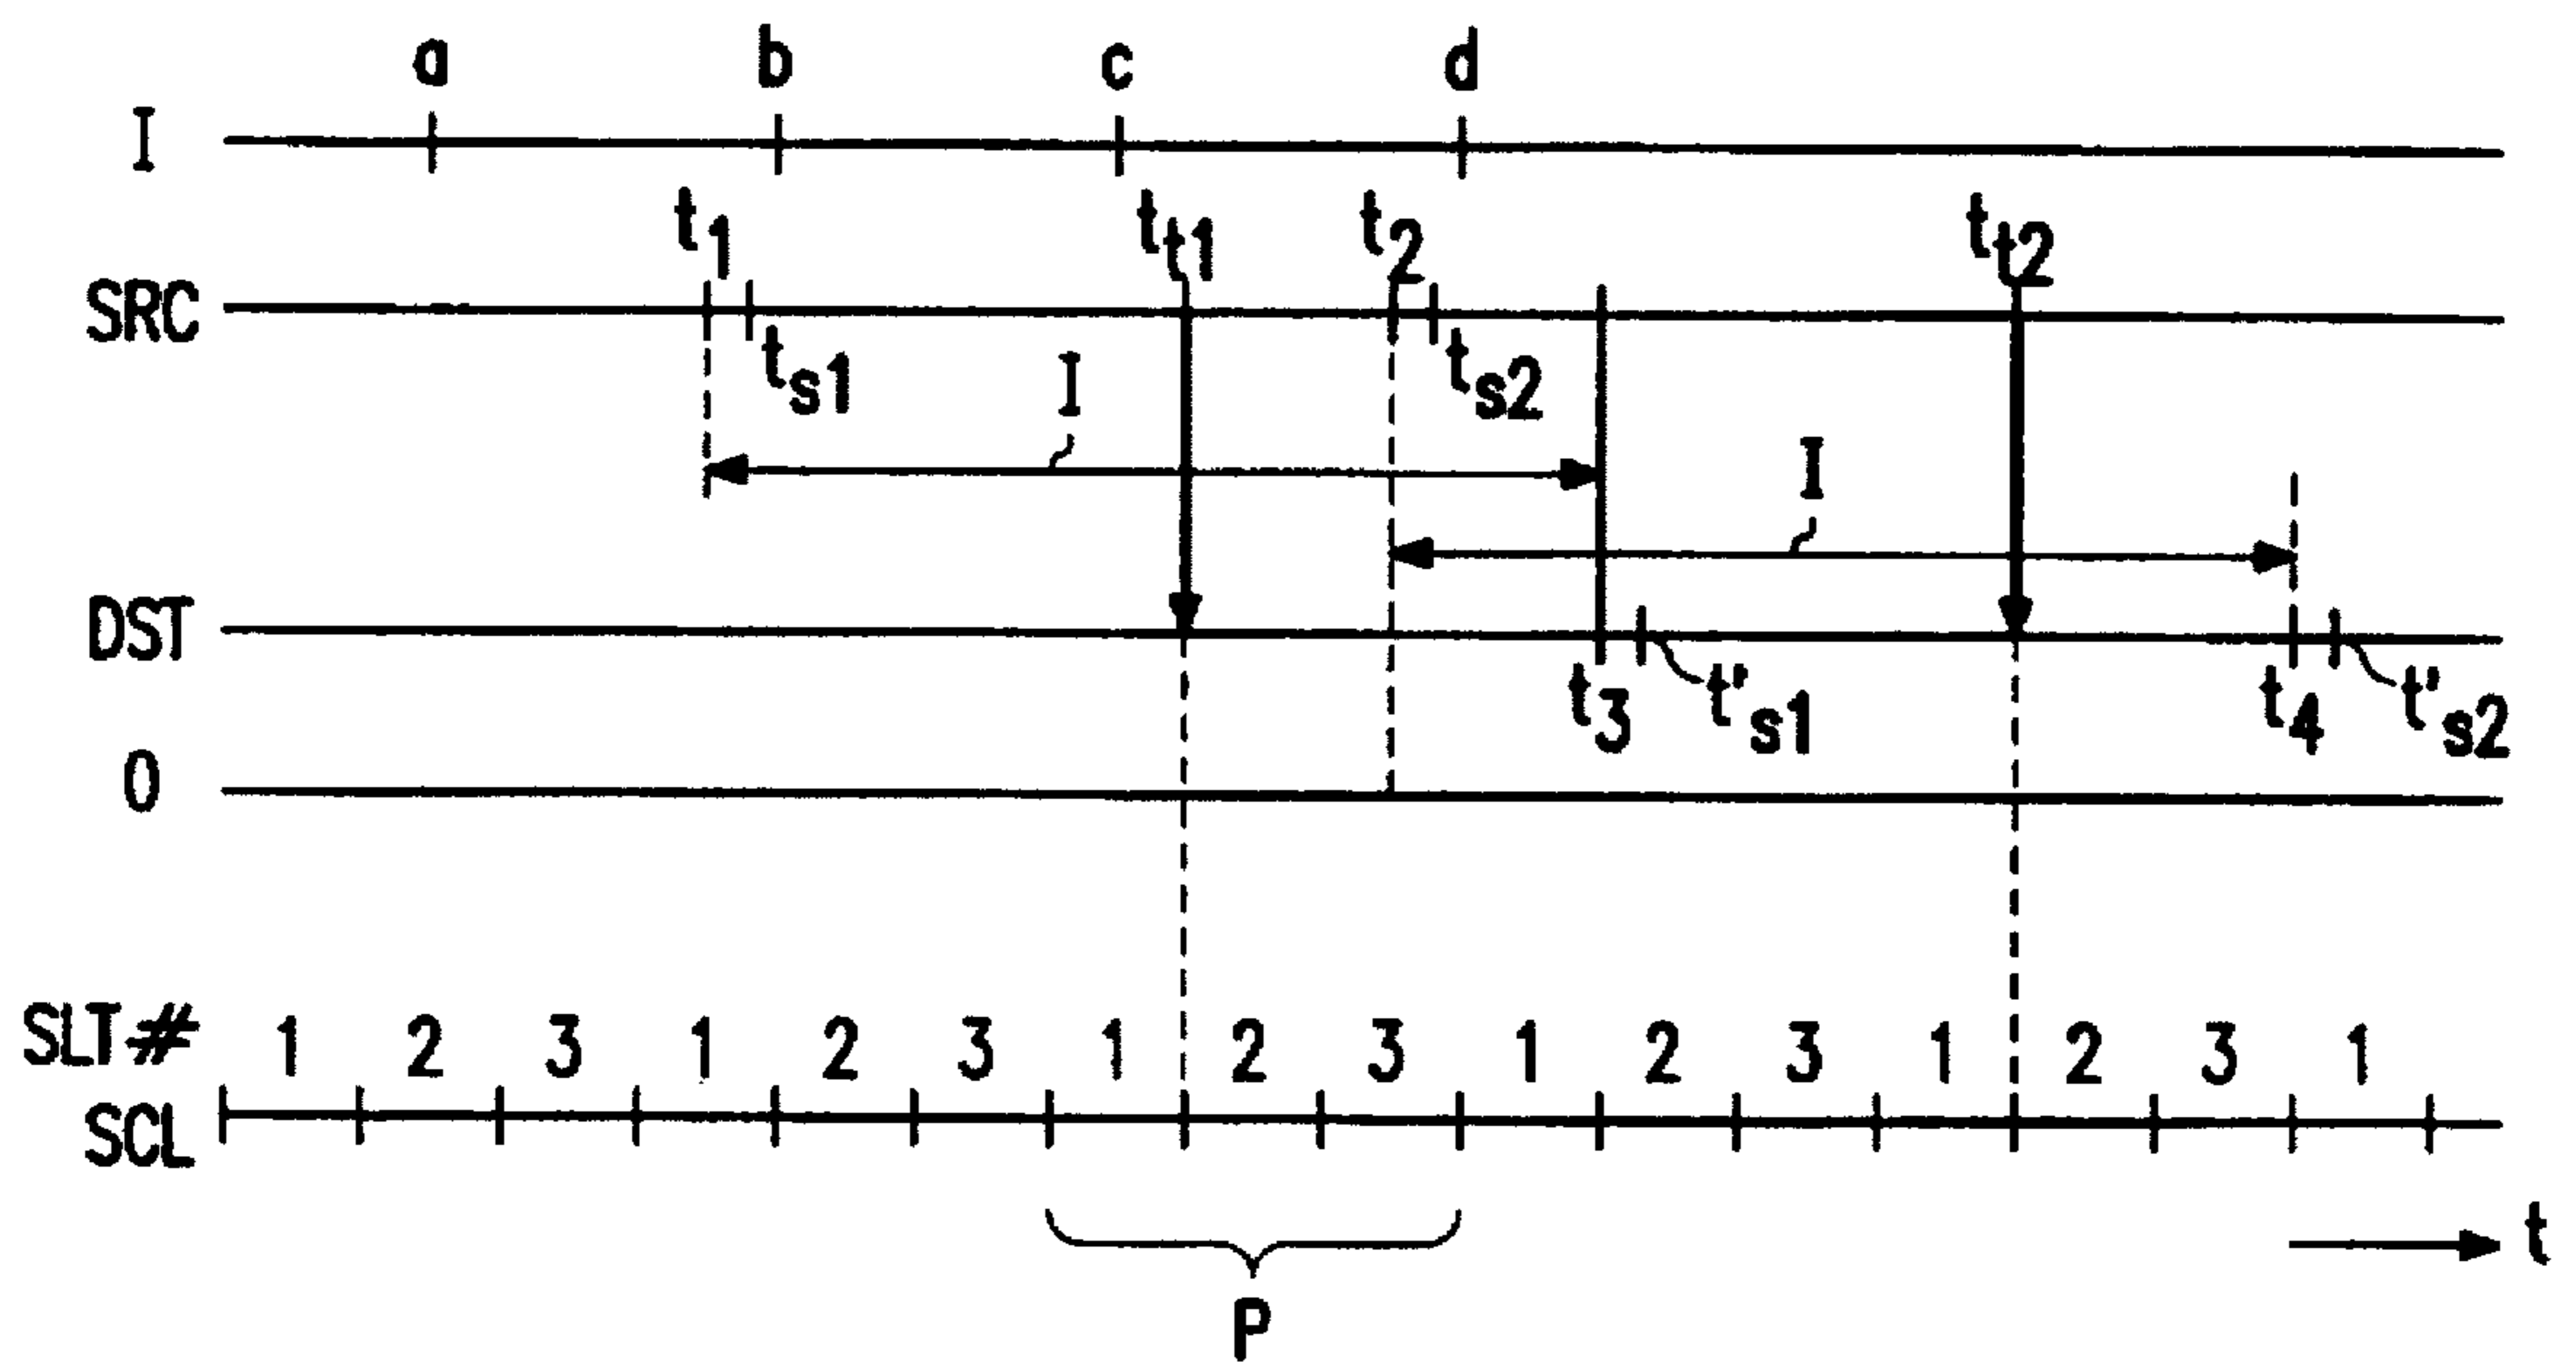 a b c d
I
t1 tt1 t2 tt2
SRC
ts1 ts2
I
I
DST
t3 t's1 t4 t's2
O
SLT# 1 2 3 1 2 3 1 2 3 1 2 3 1 2 3 1
SCL
t
P